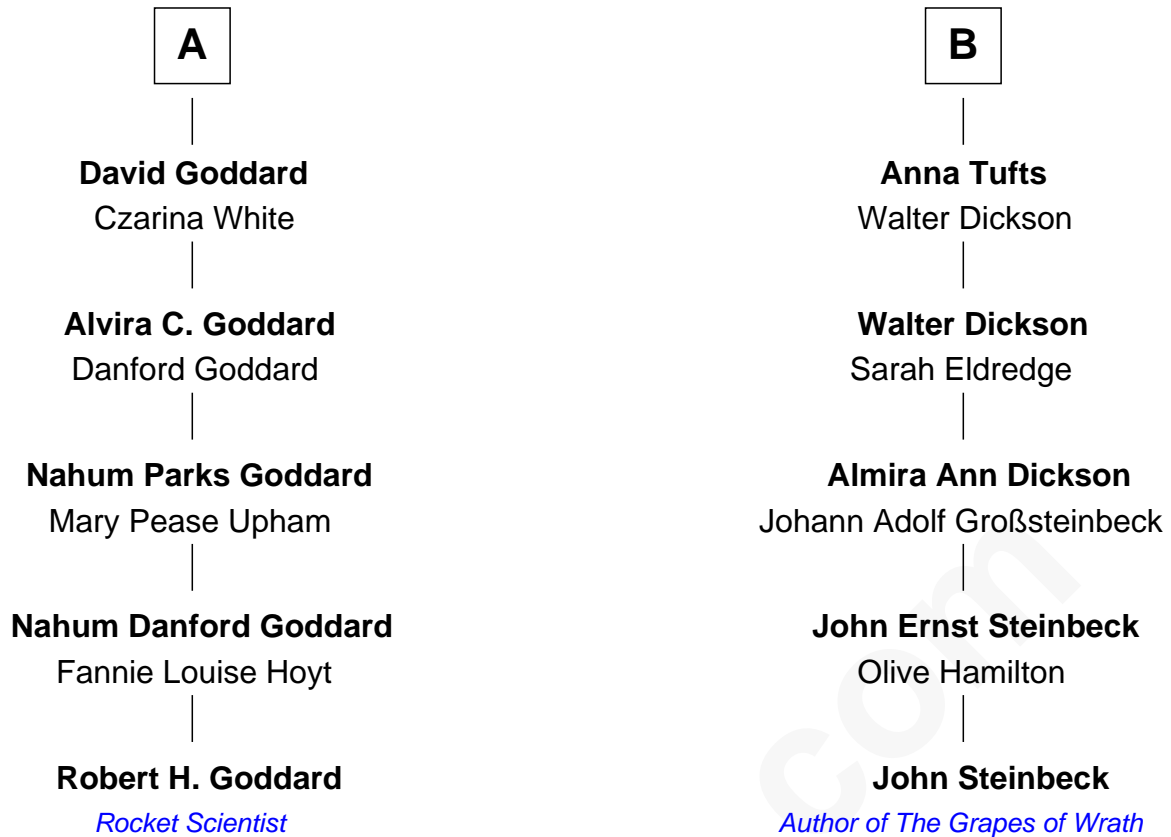 A
David Goddard
Czarina White
Alvira C. Goddard
Danford Goddard
Nahum Parks Goddard
Mary Pease Upham
Nahum Danford Goddard
Fannie Louise Hoyt
Robert H. Goddard
Rocket Scientist
B
Anna Tufts
Walter Dickson
Walter Dickson
Sarah Eldredge
Almira Ann Dickson
Johann Adolf Großsteinbeck
John Ernst Steinbeck
Olive Hamilton
John Steinbeck
Author of The Grapes of Wrath
com